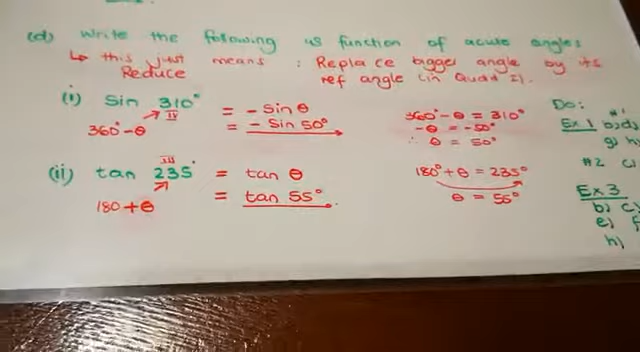 (d) Write the following as function of acute angles
↳ this just means : Replace bigger angle by its
Reduce ref angle (in Quad I).
(i) sin 310° = - sin θ
IV
360° - θ = - sin 50°
360° - θ = 310°
- θ = - 50°
∴ θ = 50°
(ii) tan 235° = tan θ
III
180 + θ = tan 55°.
180° + θ = 235°
θ = 55°
Do:
Ex 1 b) d)
g) h
#2 c)
Ex 3
b) c)
e) f
h)